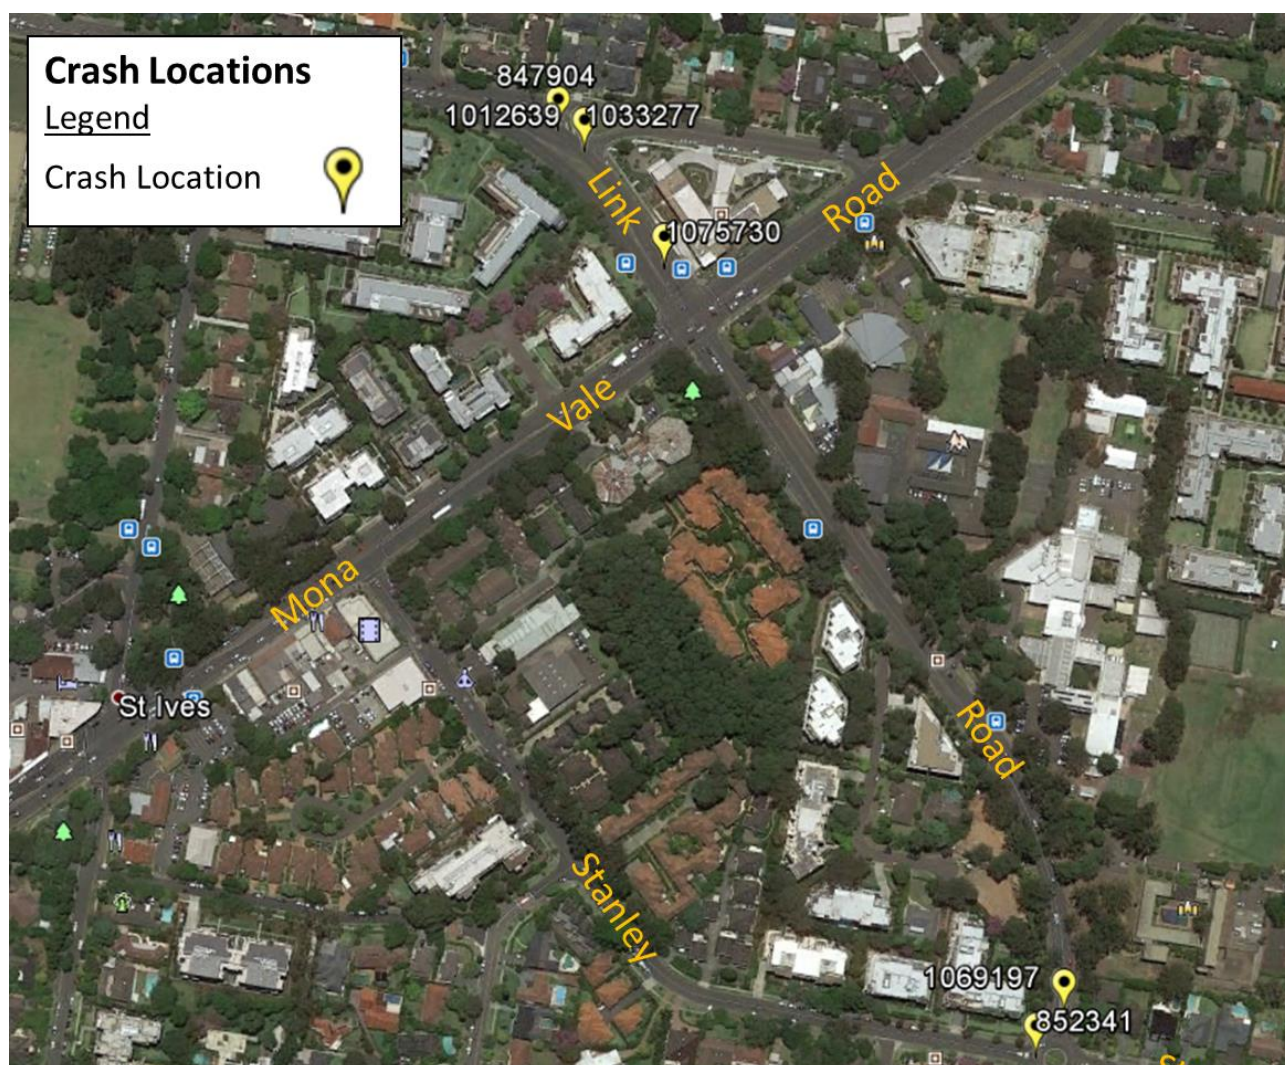 Crash Locations
Legend
Crash Location
847904
1012639
1033277
Link
Road
1075730
Vale
Mona
St Ives
Road
Stanley
1069197
852341